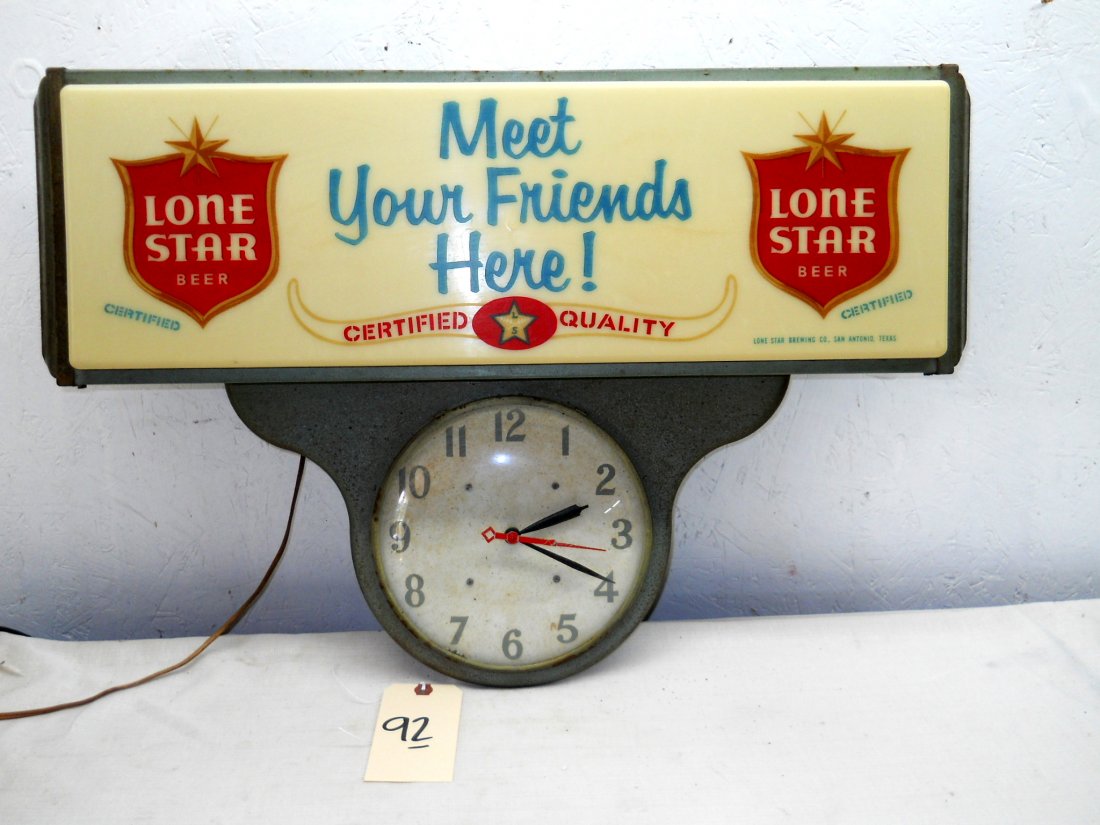 Meet
Your Friends
Here!
LONE
STAR
BEER
CERTIFIED
CERTIFIED L S QUALITY
LONE
STAR
BEER
CERTIFIED
LONE STAR BREWING CO., SAN ANTONIO, TEXAS
12
1
2
3
4
5
6
7
8
9
10
11
92